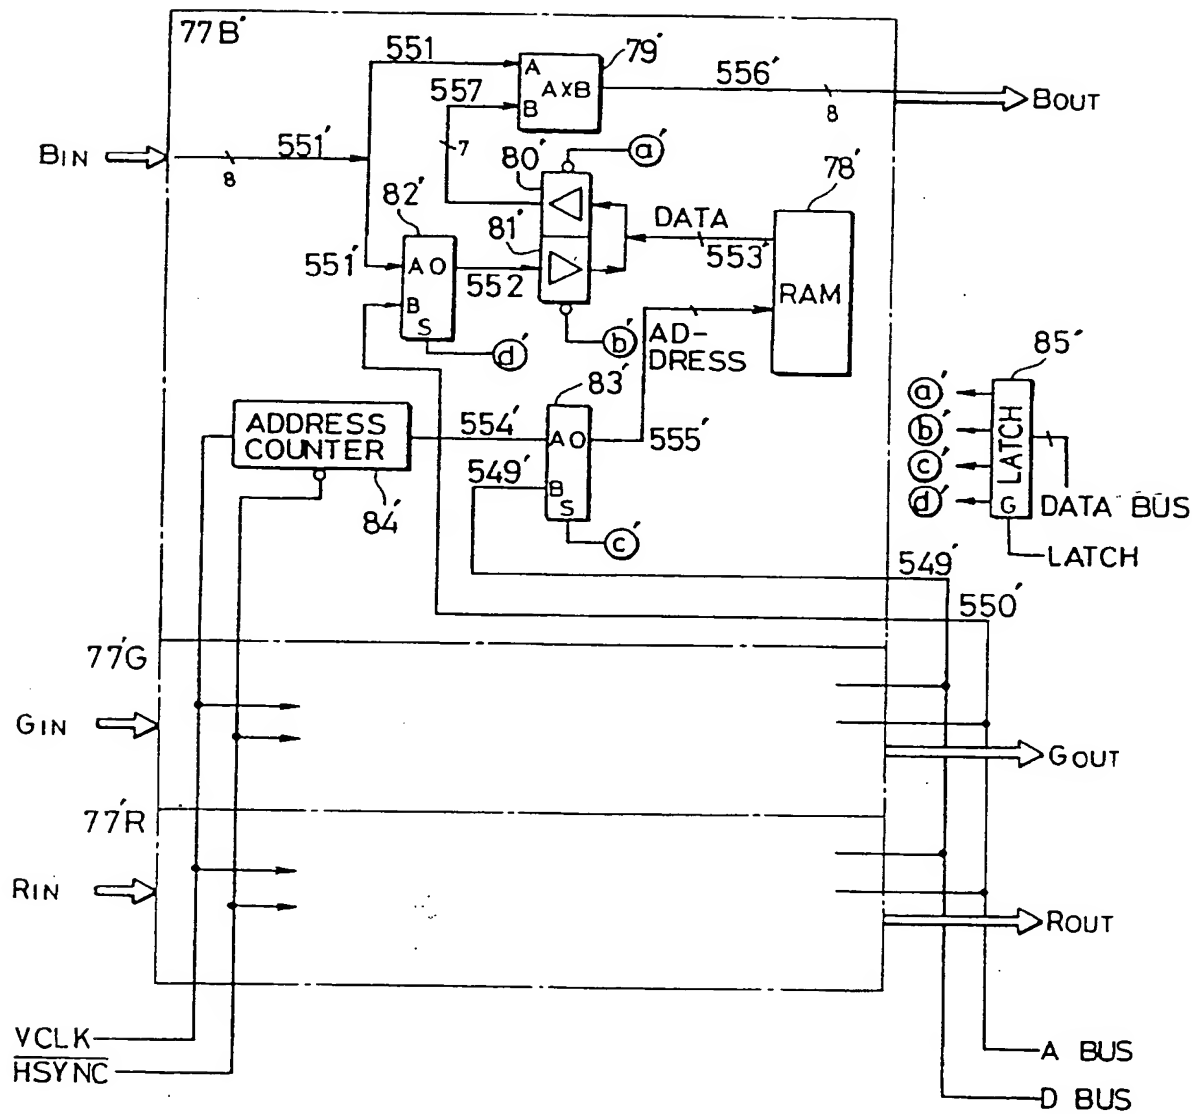 77B'
551
79'
A
A×B
B
556'
8
BOUT
557
7
BIN
551'
8
80'
a'
78'
82'
81'
DATA
553'
RAM
551'
A O
B
S
552
d'
b'
AD-
DRESS
83'
85'
a'
b'
c'
d'
LATCH
G
DATA BUS
LATCH
ADDRESS
COUNTER
84'
554'
A O
B
S
555'
549'
c'
549'
550'
77'G
GIN
GOUT
77'R
RIN
ROUT
VCLK
HSYNC
A BUS
D BUS